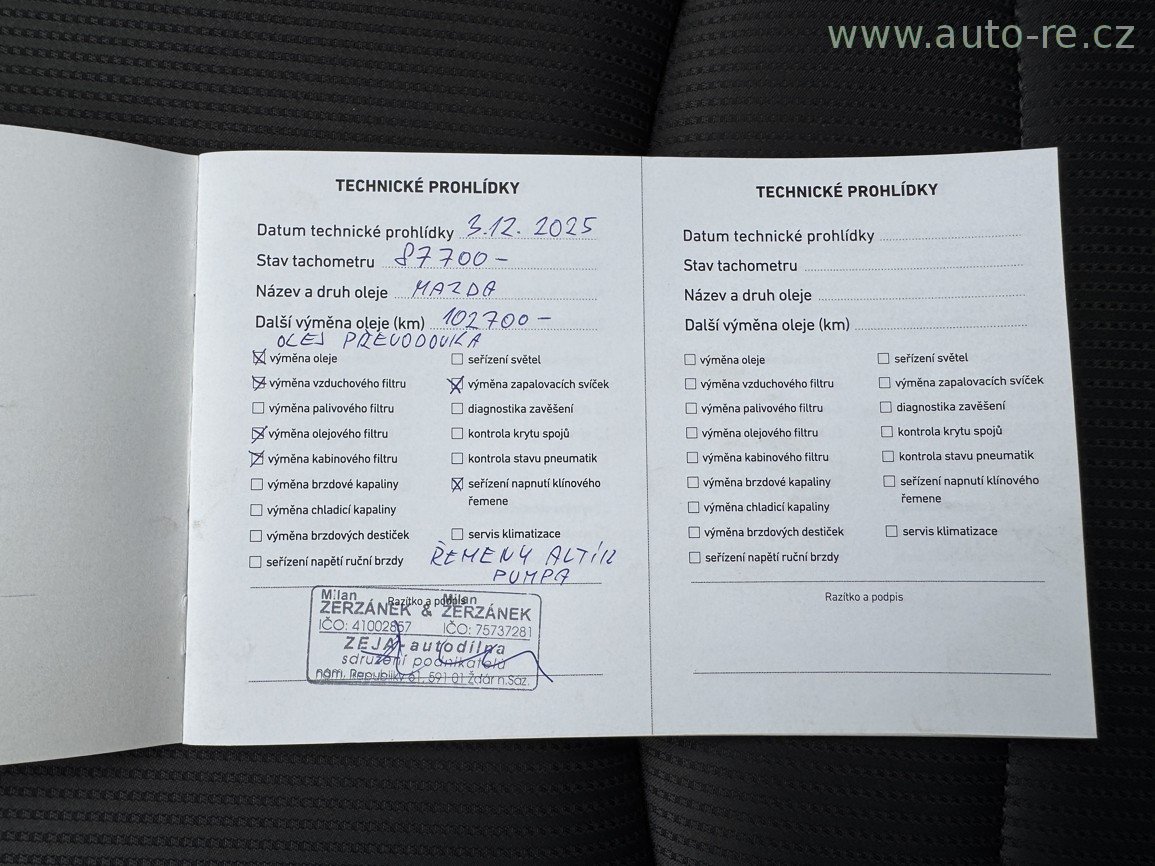 www.auto-re.cz
TECHNICKÉ PROHLÍDKY
Datum technické prohlídky 3.12. 2025
Stav tachometru 87700-
Název a druh oleje MAZDA
Další výměna oleje (km) 102700-
OLEJ PŘEVODOVKA
výměna oleje
výměna vzduchového filtru
výměna palivového filtru
výměna olejového filtru
výměna kabinového filtru
výměna brzdové kapaliny
výměna chladicí kapaliny
výměna brzdových destiček
seřízení napětí ruční brzdy
seřízení světel
výměna zapalovacích svíček
diagnostika zavěšení
kontrola krytu spojů
kontrola stavu pneumatik
seřízení napnutí klínového
řemene
servis klimatizace
ŘEMENY
PUMPA
Razítko a podpis
Milan Milan
ZERZÁNEK & ZERZÁNEK
IČO: 41002857 IČO: 75737281
ZEJA-autodílna
sdružení podnikatelů
nám. Republiky 61, 591 01 Žďár n.Sáz.
TECHNICKÉ PROHLÍDKY
Datum technické prohlídky
Stav tachometru
Název a druh oleje
Další výměna oleje (km)
výměna oleje
výměna vzduchového filtru
výměna palivového filtru
výměna olejového filtru
výměna kabinového filtru
výměna brzdové kapaliny
výměna chladicí kapaliny
výměna brzdových destiček
seřízení napětí ruční brzdy
seřízení světel
výměna zapalovacích svíček
diagnostika zavěšení
kontrola krytu spojů
kontrola stavu pneumatik
seřízení napnutí klínového
řemene
servis klimatizace
Razítko a podpis